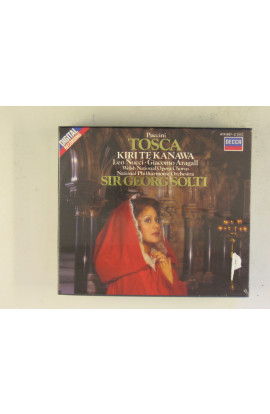 DIGITAL
RECORDING
DECCA
Puccini
TOSCA
KIRI TE KANAWA
Leo Nucci · Giacomo Aragall
Welsh National Opera Chorus
National Philharmonic Orchestra
SIR GEORG SOLTI